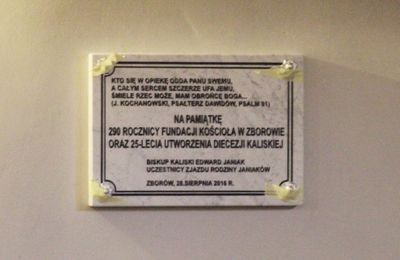 KTO SIĘ W OPIEKĘ ODDA PANU SWEMU,
A CAŁYM SERCEM SZCZERZE UFA JEMU,
ŚMIELE RZEC MOŻE, MAM OBROŃCĘ BOGA...
(J. KOCHANOWSKI, PSAŁTERZ DAWIDÓW, PSALM 91)
NA PAMIĄTKĘ
290 ROCZNICY FUNDACJI KOŚCIOŁA W ZBOROWIE
ORAZ 25-LECIA UTWORZENIA DIECEZJI KALISKIEJ
BISKUP KALISKI EDWARD JANIAK
UCZESTNICY ZJAZDU RODZINY JANIAKÓW
ZBORÓW, 28.SIERPNIA 2016 R.